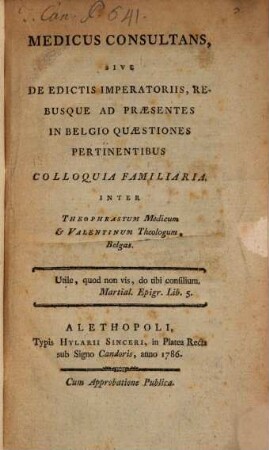 Can. P. 641.
MEDICUS CONSULTANS,
SIVE
DE EDICTIS IMPERATORIIS, RE-
BUSQUE AD PRÆSENTES
IN BELGIO QUÆSTIONES
PERTINENTIBUS
COLLOQUIA FAMILIARIA.
INTER
THEOPHRASTUM Medicum
& VALENTINUM Theologum,
Belgas.
Utile, quod non vis, do tibi consilium.
Martial. Epigr. Lib. 5.
ALETHOPOLI,
Typis HYLARII SINCERI, in Platea Recta
sub Signo Candoris, anno 1786.
Cum Approbatione Publica.